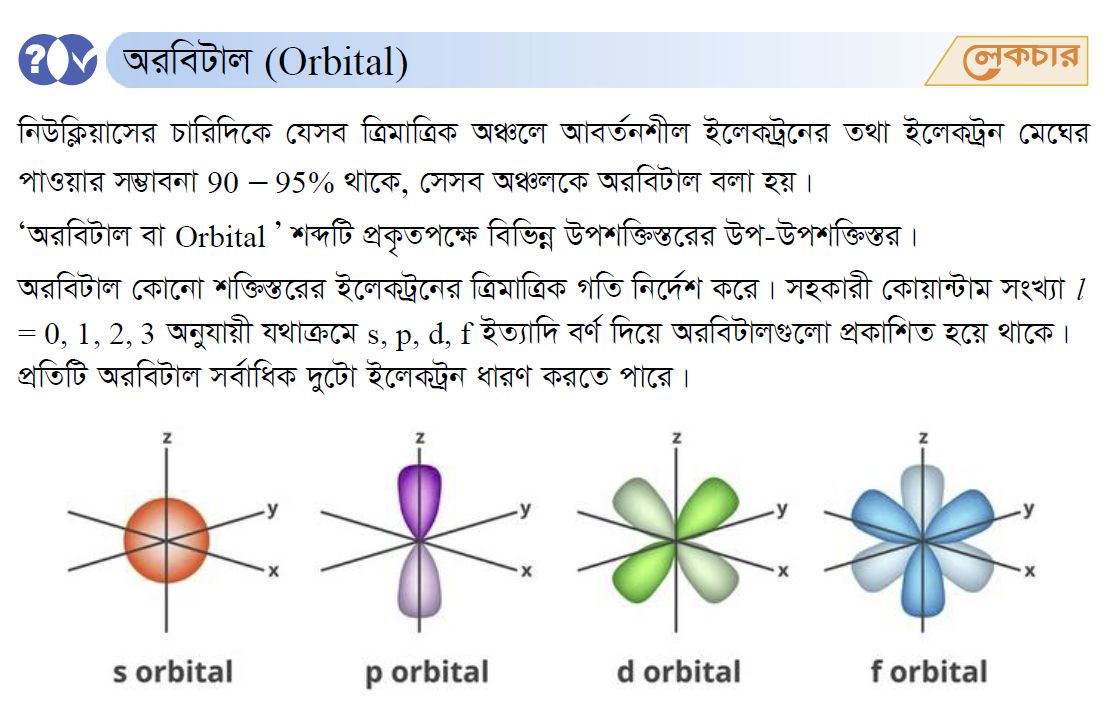 ? অরবিটাল (Orbital)
লেকচার
নিউক্লিয়াসের চারিদিকে যেসব ত্রিমাত্রিক অঞ্চলে আবর্তনশীল ইলেকট্রনের তথা ইলেকট্রন মেঘের
পাওয়ার সম্ভাবনা 90 – 95% থাকে, সেসব অঞ্চলকে অরবিটাল বলা হয়।
‘অরবিটাল বা Orbital ’ শব্দটি প্রকৃতপক্ষে বিভিন্ন উপশক্তিস্তরের উপ-উপশক্তিস্তর।
অরবিটাল কোনো শক্তিস্তরের ইলেকট্রনের ত্রিমাত্রিক গতি নির্দেশ করে। সহকারী কোয়ান্টাম সংখ্যা l
= 0, 1, 2, 3 অনুযায়ী যথাক্রমে s, p, d, f ইত্যাদি বর্ণ দিয়ে অরবিটালগুলো প্রকাশিত হয়ে থাকে।
প্রতিটি অরবিটাল সর্বাধিক দুটো ইলেকট্রন ধারণ করতে পারে।
z z z z
y y y y
x x x x
s orbital p orbital d orbital f orbital